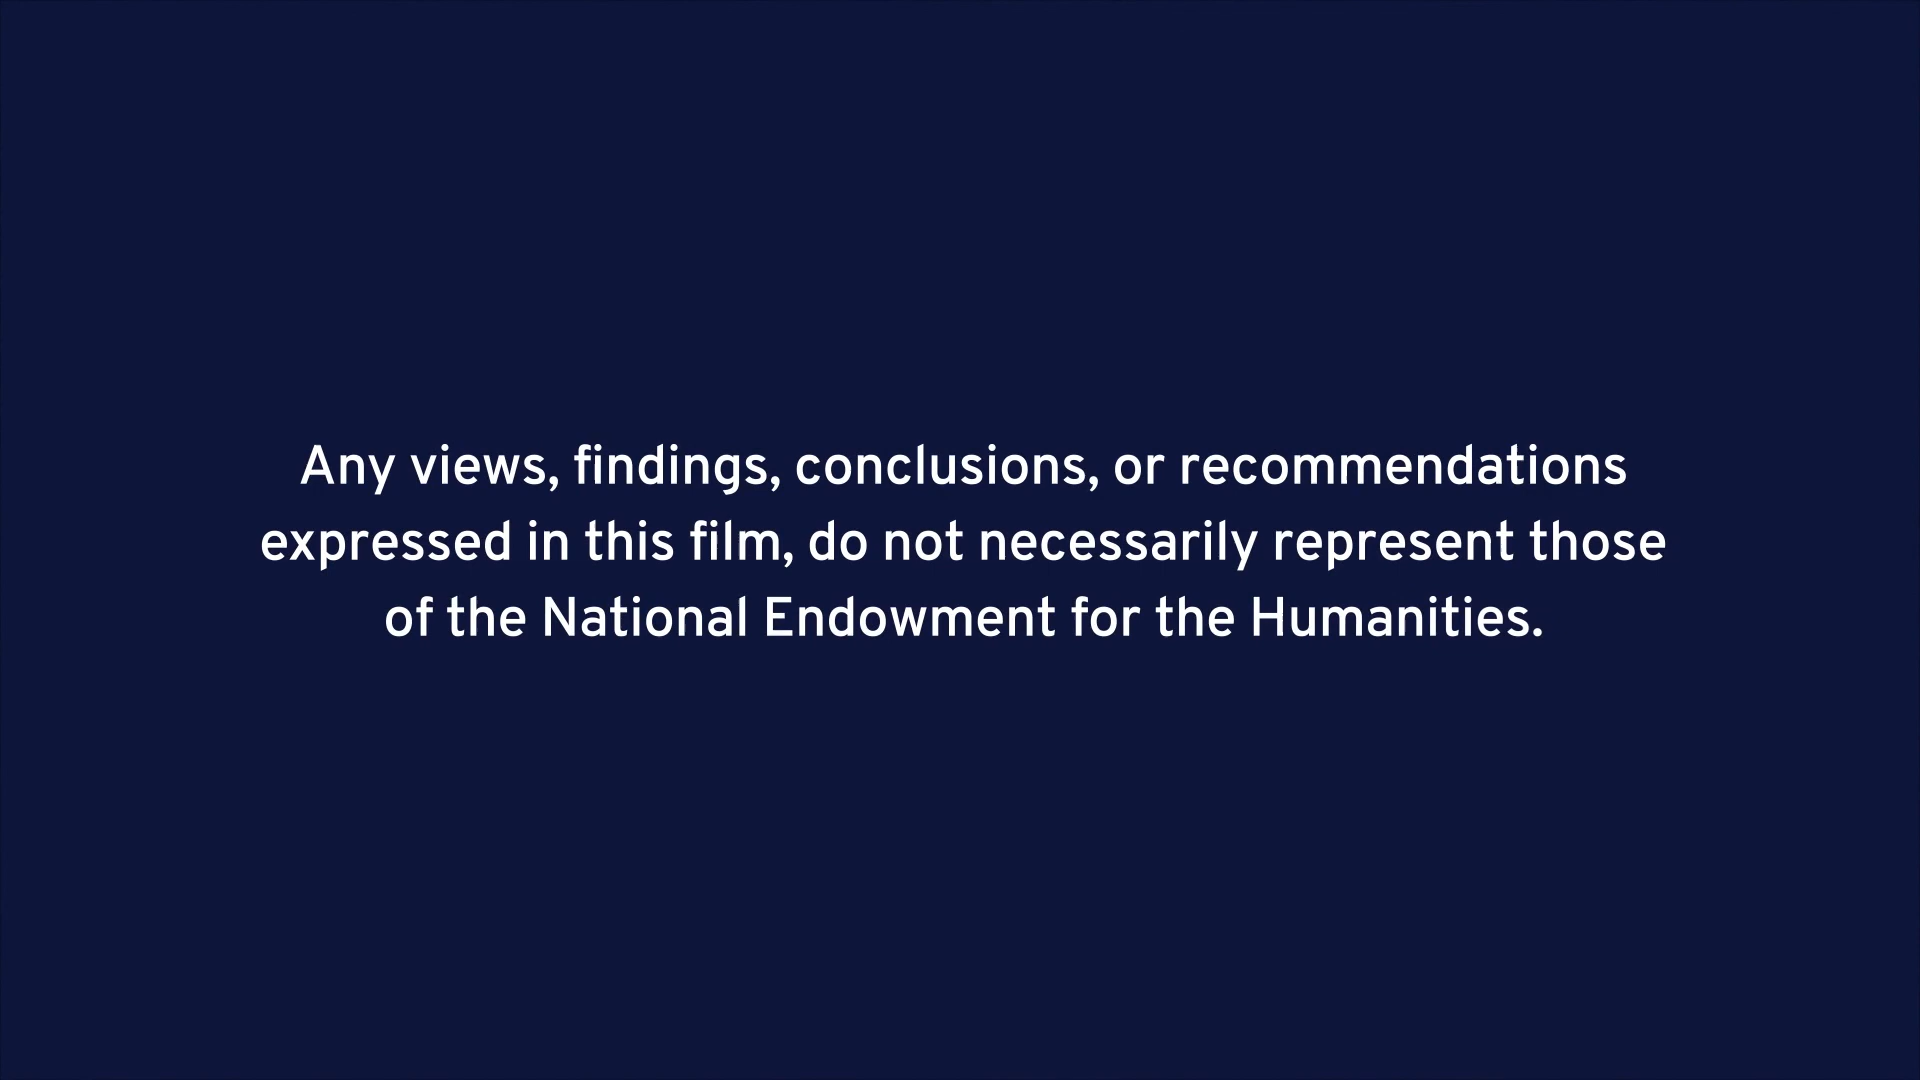 Any views, findings, conclusions, or recommendations
expressed in this film, do not necessarily represent those
of the National Endowment for the Humanities.